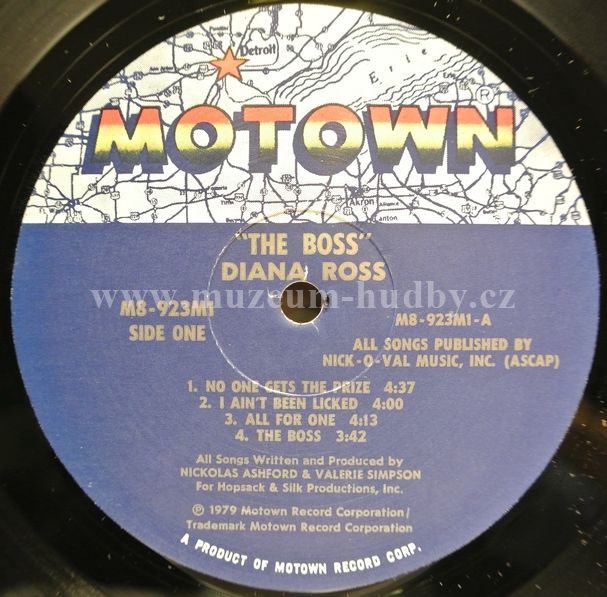 Detroit
Erie
MOTOWN®
Akron
Canton
"THE BOSS"
DIANA ROSS
www.muzeum-hudby.cz
M8-923M1
SIDE ONE
M8-923M1-A
ALL SONGS PUBLISHED BY
NICK-O-VAL MUSIC, INC. (ASCAP)
1. NO ONE GETS THE PRIZE 4:37
2. I AIN'T BEEN LICKED 4:00
3. ALL FOR ONE 4:13
4. THE BOSS 3:42
All Songs Written and Produced by
NICKOLAS ASHFORD & VALERIE SIMPSON
For Hopsack & Silk Productions, Inc.
℗ 1979 Motown Record Corporation/
Trademark Motown Record Corporation
A PRODUCT OF MOTOWN RECORD CORP.